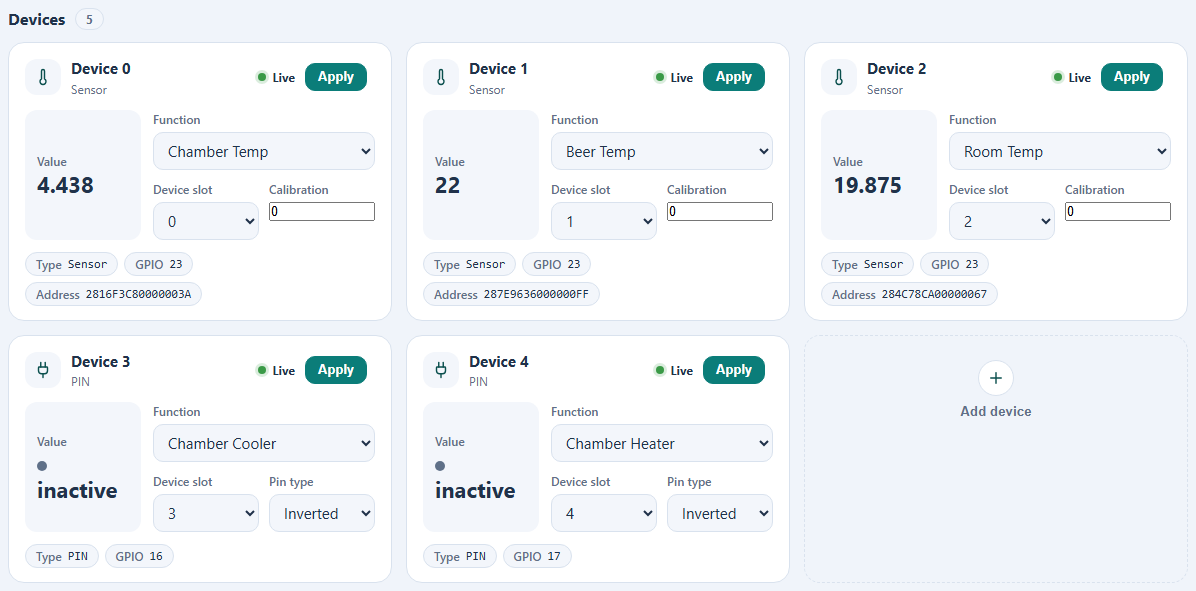 Devices 5
Device 0
Sensor
Live
Apply
Value
4.438
Function
Chamber Temp
Device slot
0
Calibration
0
Type Sensor
GPIO 23
Address 2816F3C80000003A
Device 1
Sensor
Live
Apply
Value
22
Function
Beer Temp
Device slot
1
Calibration
0
Type Sensor
GPIO 23
Address 287E9636000000FF
Device 2
Sensor
Live
Apply
Value
19.875
Function
Room Temp
Device slot
2
Calibration
0
Type Sensor
GPIO 23
Address 284C78CA00000067
Device 3
PIN
Live
Apply
Value
inactive
Function
Chamber Cooler
Device slot
3
Pin type
Inverted
Type PIN
GPIO 16
Device 4
PIN
Live
Apply
Value
inactive
Function
Chamber Heater
Device slot
4
Pin type
Inverted
Type PIN
GPIO 17
Add device